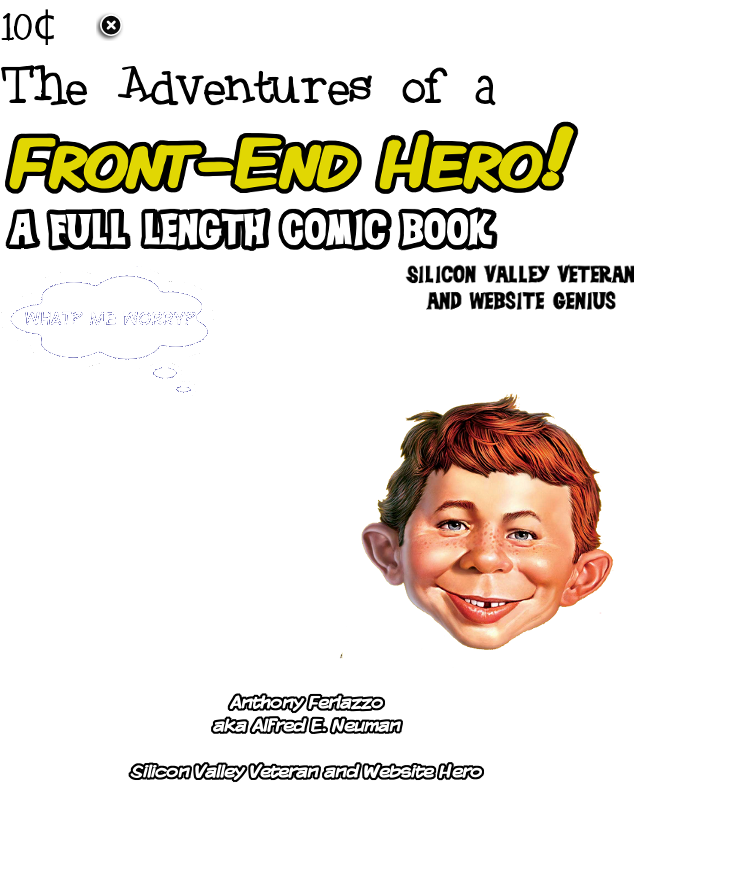 10¢
The Adventures of a
Front-End Hero!
A FULL LENGTH COMIC BOOK
SILICON VALLEY VETERAN
AND WEBSITE GENIUS
WHAT? ME WORRY?
Anthony Ferlazzo
aka Alfred E. Neuman
Silicon Valley Veteran and Website Hero